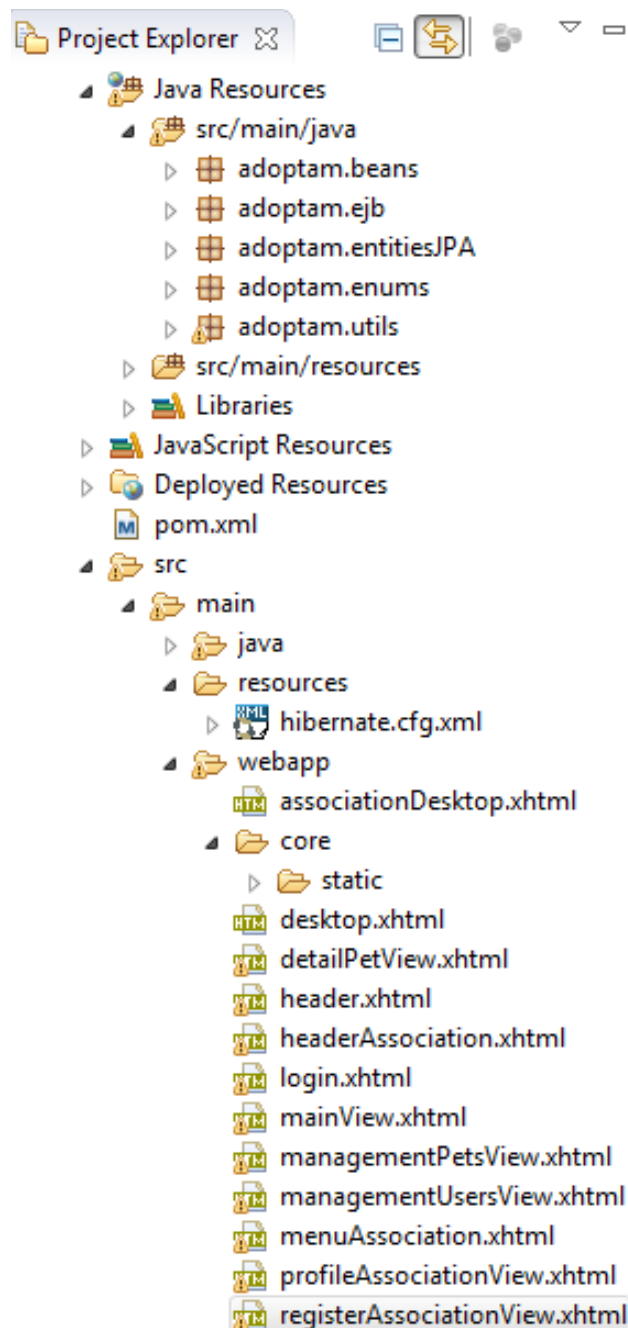 Project Explorer
Java Resources
src/main/java
adoptam.beans
adoptam.ejb
adoptam.entitiesJPA
adoptam.enums
adoptam.utils
src/main/resources
Libraries
JavaScript Resources
Deployed Resources
pom.xml
src
main
java
resources
hibernate.cfg.xml
webapp
associationDesktop.xhtml
core
static
desktop.xhtml
detailPetView.xhtml
header.xhtml
headerAssociation.xhtml
login.xhtml
mainView.xhtml
managementPetsView.xhtml
managementUsersView.xhtml
menuAssociation.xhtml
profileAssociationView.xhtml
registerAssociationView.xhtml